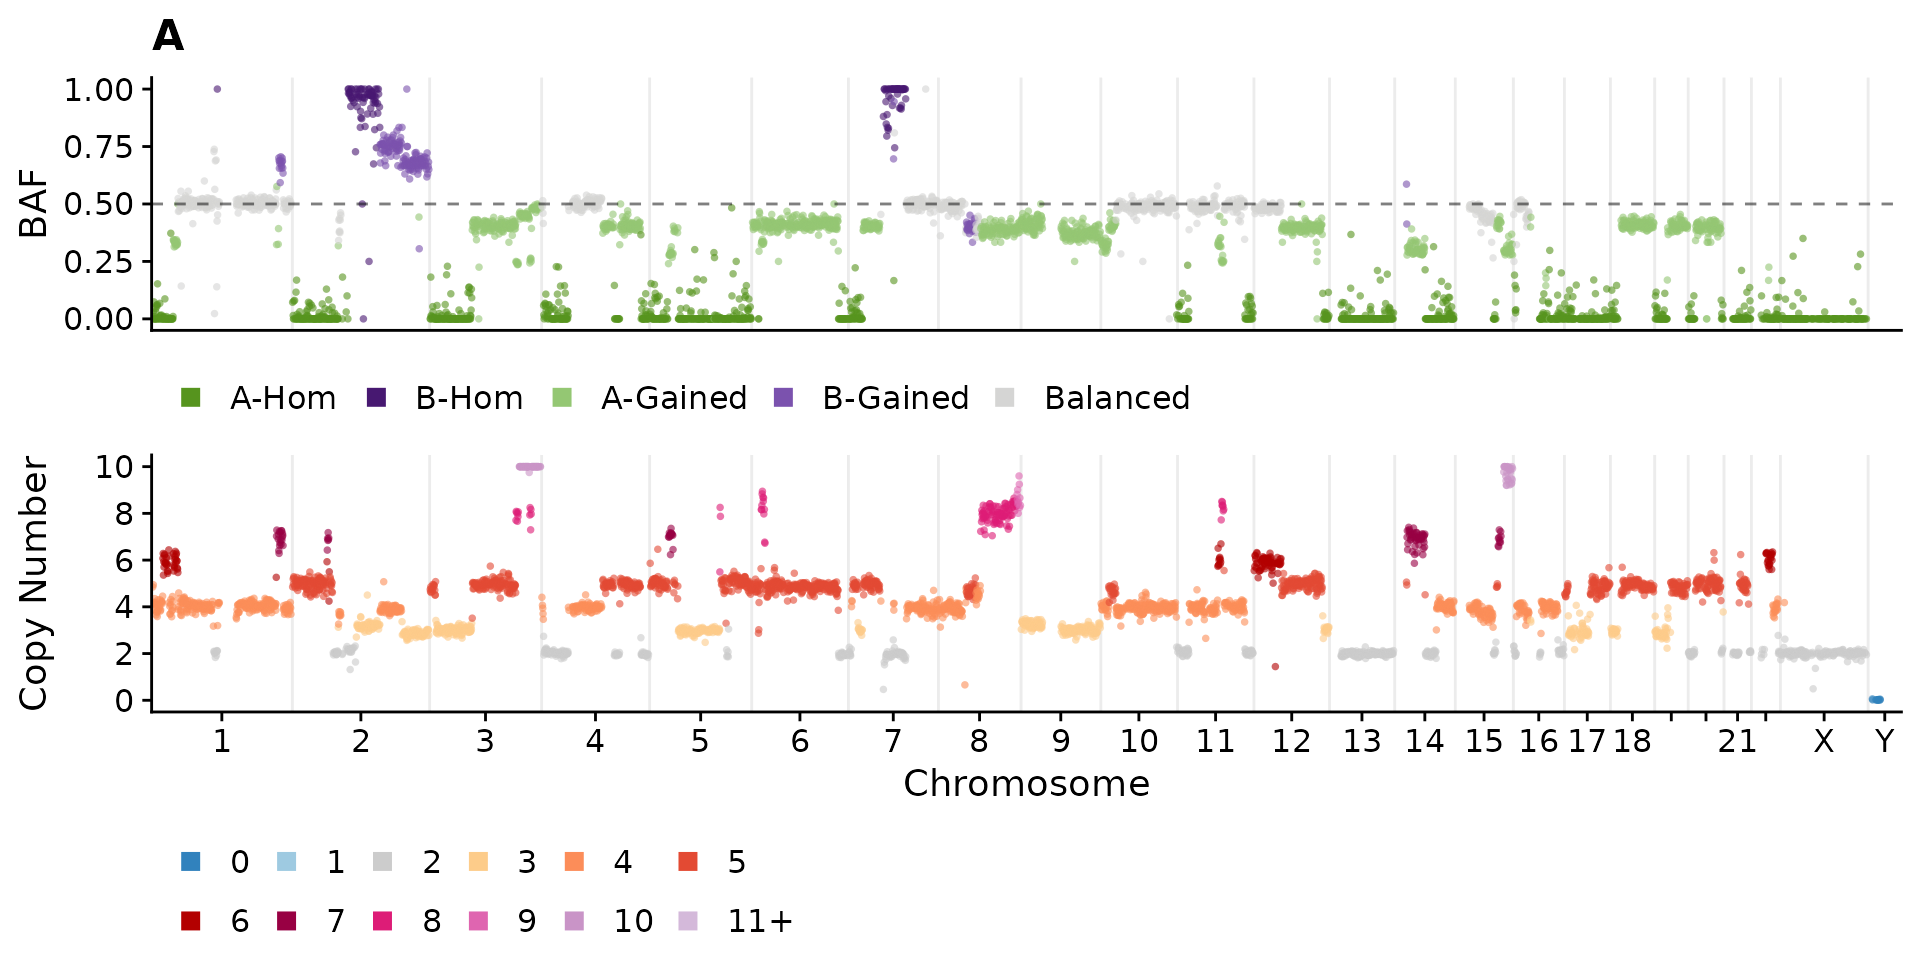 A
BAF
1.00
0.75
0.50
0.25
0.00
A-Hom B-Hom A-Gained B-Gained Balanced
Copy Number
10
8
6
4
2
0
1 2 3 4 5 6 7 8 9 10 11 12 13 14 15 16 17 18 21 X Y
Chromosome
0 1 2 3 4 5
6 7 8 9 10 11+